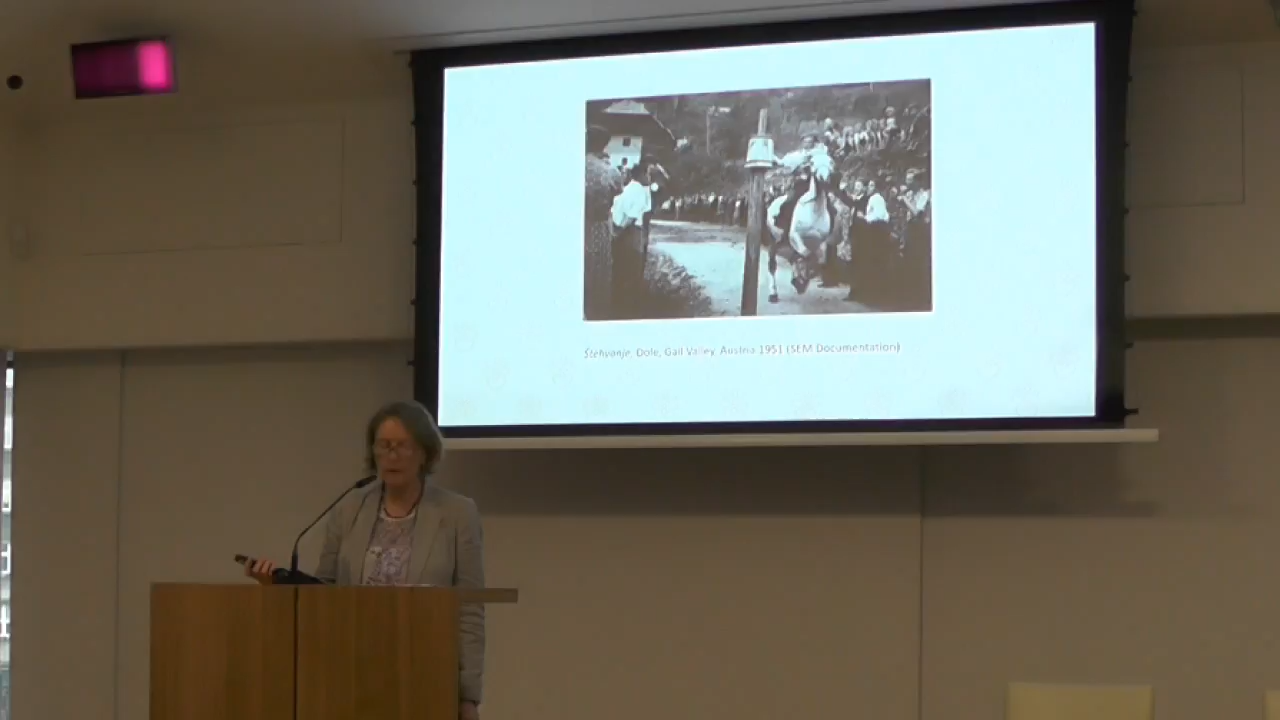 Štehvanje, Dole, Gail Valley, Austria 1951 (SEM Documentation)